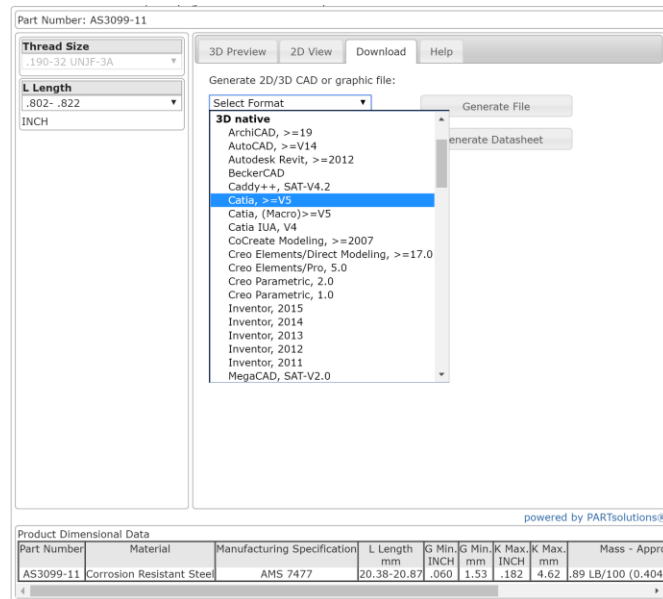 Part Number: AS3099-11
Thread Size
.190-32 UNJF-3A
L Length
.802- .822
INCH
3D Preview 2D View Download Help
Generate 2D/3D CAD or graphic file:
Select Format Generate File
3D native
ArchiCAD, >=19
AutoCAD, >=V14
enerate Datasheet
Autodesk Revit, >=2012
BeckerCAD
Caddy++, SAT-V4.2
Catia, >=V5
Catia, (Macro)>=V5
Catia IUA, V4
CoCreate Modeling, >=2007
Creo Elements/Direct Modeling, >=17.0
Creo Elements/Pro, 5.0
Creo Parametric, 2.0
Creo Parametric, 1.0
Inventor, 2015
Inventor, 2014
Inventor, 2013
Inventor, 2012
Inventor, 2011
MegaCAD, SAT-V2.0
powered by PARTsolutions®
Product Dimensional Data
Part Number Material Manufacturing Specification L Length mm G Min. INCH G Min. mm K Max. INCH K Max. mm Mass - Appro
AS3099-11 Corrosion Resistant Steel AMS 7477 20.38-20.87 .060 1.53 .182 4.62 .89 LB/100 (0.404